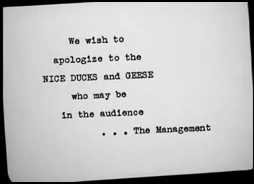 We wish to
apologize to the
NICE DUCKS and GEESE
who may be
in the audience
. . . The Management